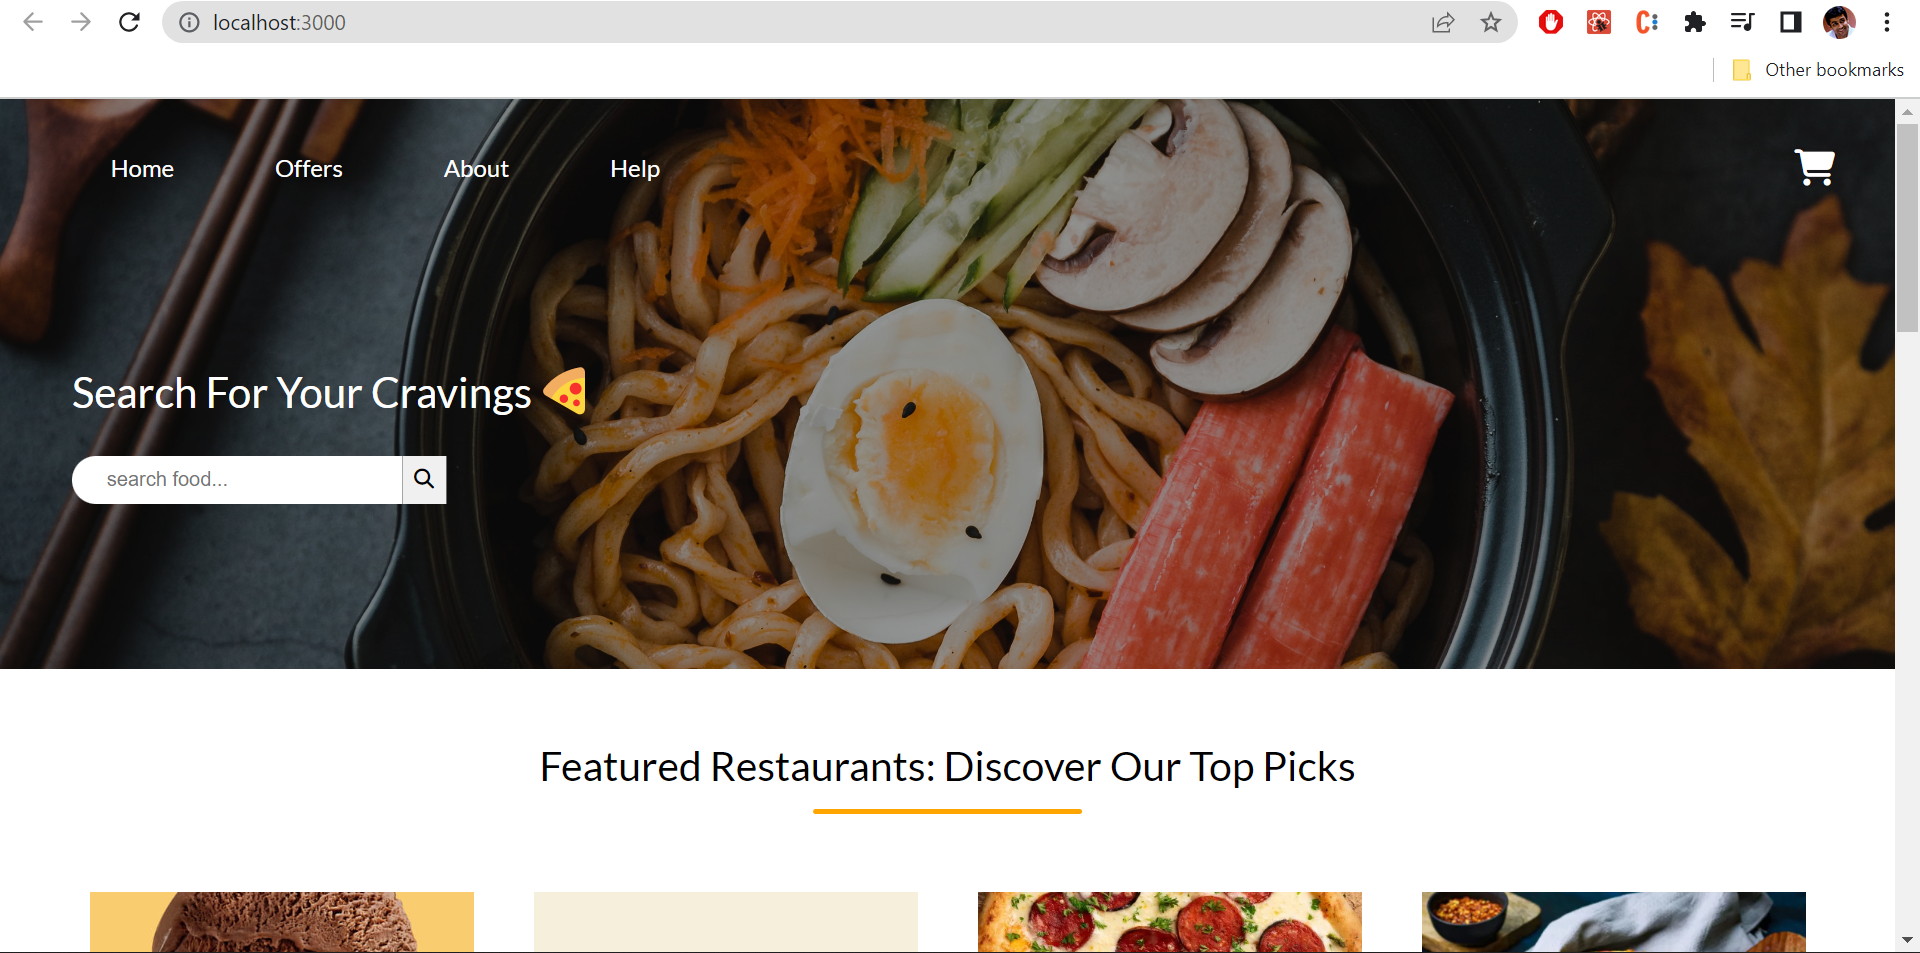 localhost:3000
Other bookmarks
Home Offers About Help
Search For Your Cravings 🍕
search food...
Featured Restaurants: Discover Our Top Picks